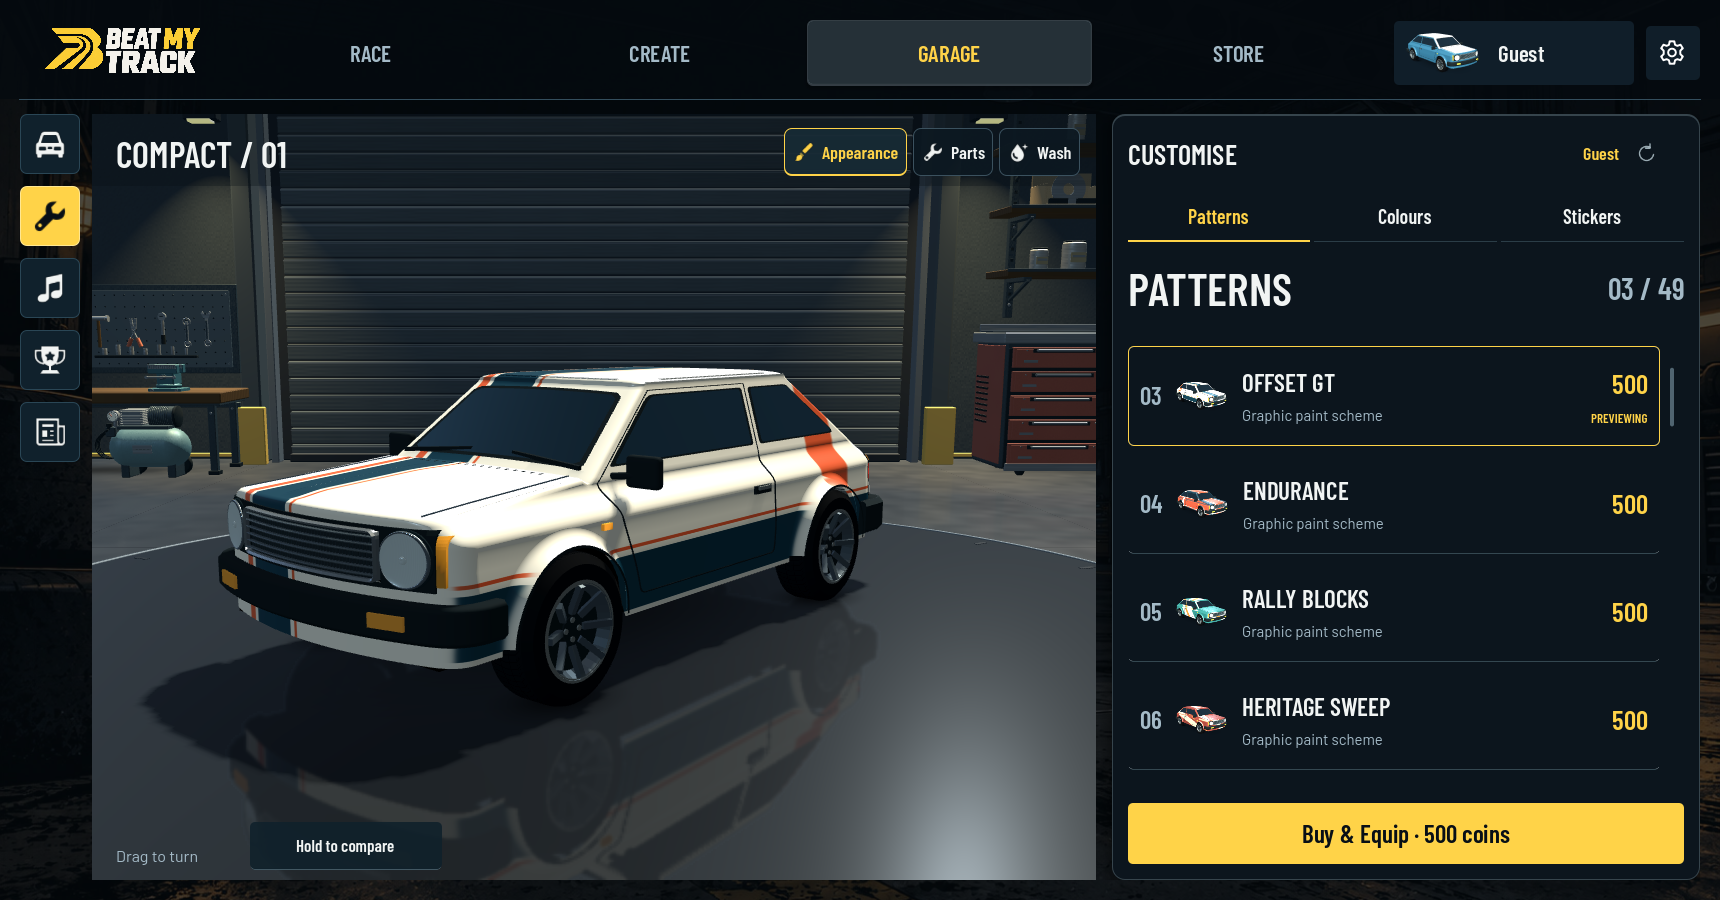 BEAT MY
TRACK
RACE
CREATE
GARAGE
STORE
Guest
COMPACT / 01
Appearance
Parts
Wash
Drag to turn
Hold to compare
CUSTOMISE
Guest
Patterns
Colours
Stickers
PATTERNS
03 / 49
03
OFFSET GT
Graphic paint scheme
500
PREVIEWING
04
ENDURANCE
Graphic paint scheme
500
05
RALLY BLOCKS
Graphic paint scheme
500
06
HERITAGE SWEEP
Graphic paint scheme
500
Buy & Equip · 500 coins